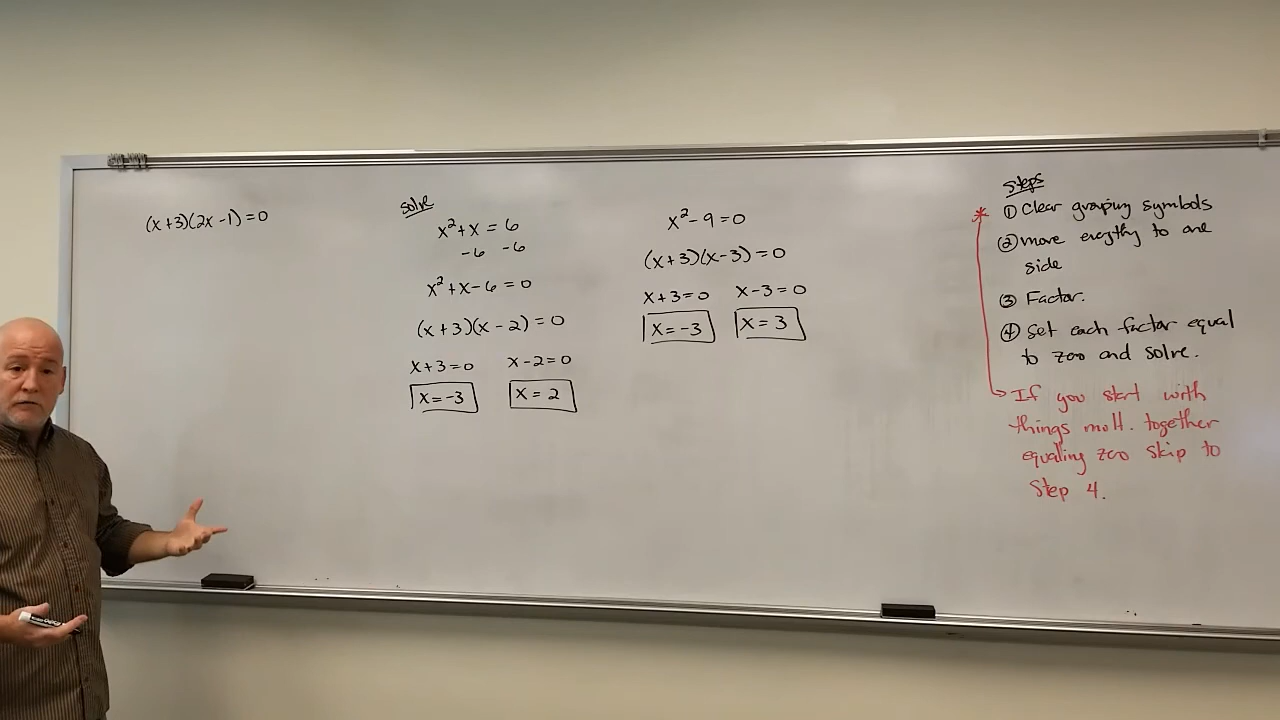 (x+3)(2x-1)=0
solve
x²+x=6
-6 -6
x²+x-6=0
(x+3)(x-2)=0
x+3=0 x-2=0
x=-3 x=2
x²-9=0
(x+3)(x-3)=0
x+3=0 x-3=0
x=-3 x=3
Steps
* ① Clear grouping symbols
② move to one
side
③ Factor.
④ Set each factor equal
to zero and solve.
If you start with
things mult. together
equaling zero skip to
Step 4.